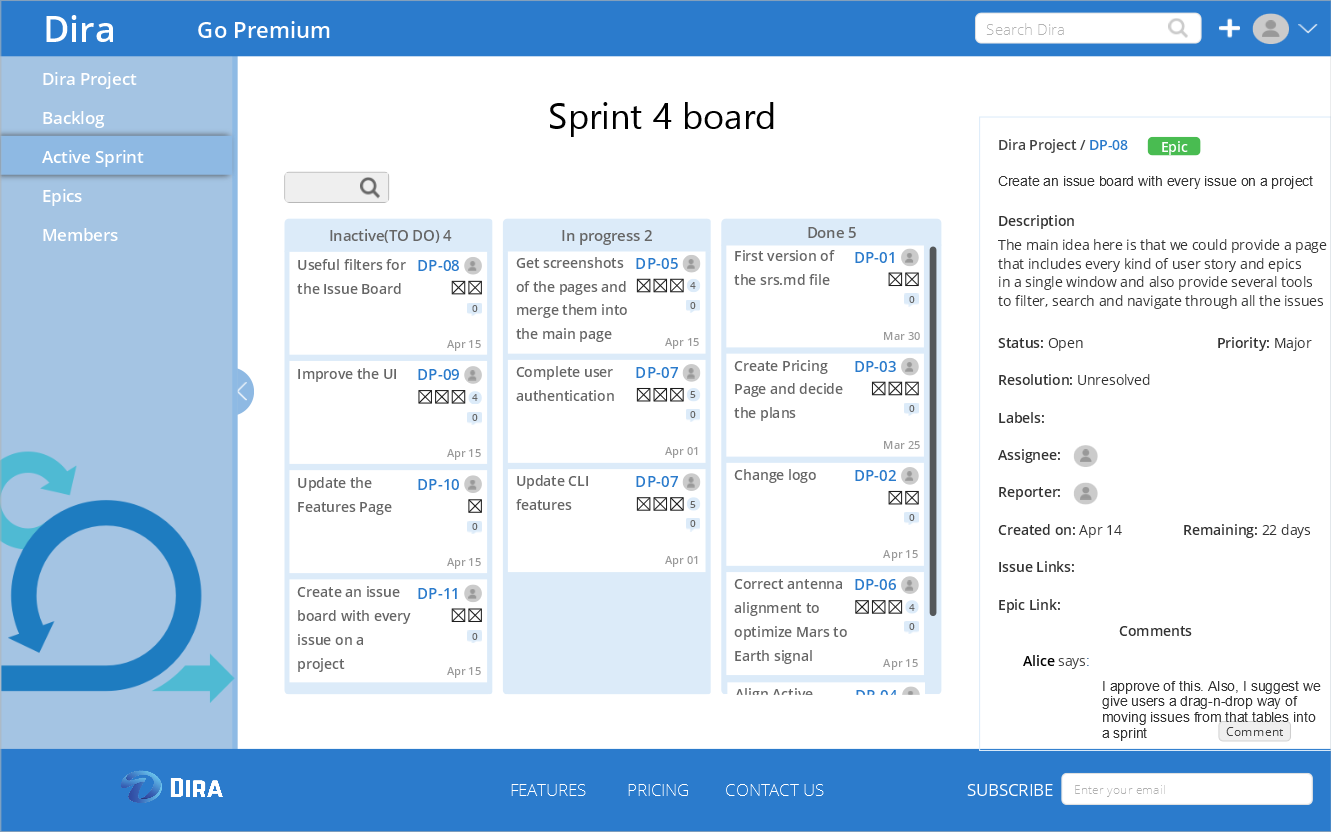 Dira
Go Premium
Search Dira
Dira Project
Backlog
Active Sprint
Epics
Members
Sprint 4 board
Inactive(TO DO) 4
Useful filters for
the Issue Board
DP-08
0
Apr 15
Improve the UI
DP-09
4
0
Apr 15
Update the
Features Page
DP-10
0
Apr 15
Create an issue
board with every
issue on a
project
DP-11
0
Apr 15
In progress 2
Get screenshots
of the pages and
merge them into
the main page
DP-05
4
0
Apr 15
Complete user
authentication
DP-07
5
0
Apr 01
Update CLI
features
DP-07
5
0
Apr 01
Done 5
First version of
the srs.md file
DP-01
0
Mar 30
Create Pricing
Page and decide
the plans
DP-03
0
Mar 25
Change logo
DP-02
0
Apr 15
Correct antenna
alignment to
optimize Mars to
Earth signal
DP-06
4
0
Apr 15
Align Active
DP-04
Dira Project / DP-08
Epic
Create an issue board with every issue on a project
Description
The main idea here is that we could provide a page
that includes every kind of user story and epics
in a single window and also provide several tools
to filter, search and navigate through all the issues
Status: Open
Priority: Major
Resolution: Unresolved
Labels:
Assignee:
Reporter:
Created on: Apr 14
Remaining: 22 days
Issue Links:
Epic Link:
Comments
Alice says:
I approve of this. Also, I suggest we
give users a drag-n-drop way of
moving issues from that tables into
a sprint
Comment
DIRA
FEATURES
PRICING
CONTACT US
SUBSCRIBE
Enter your email